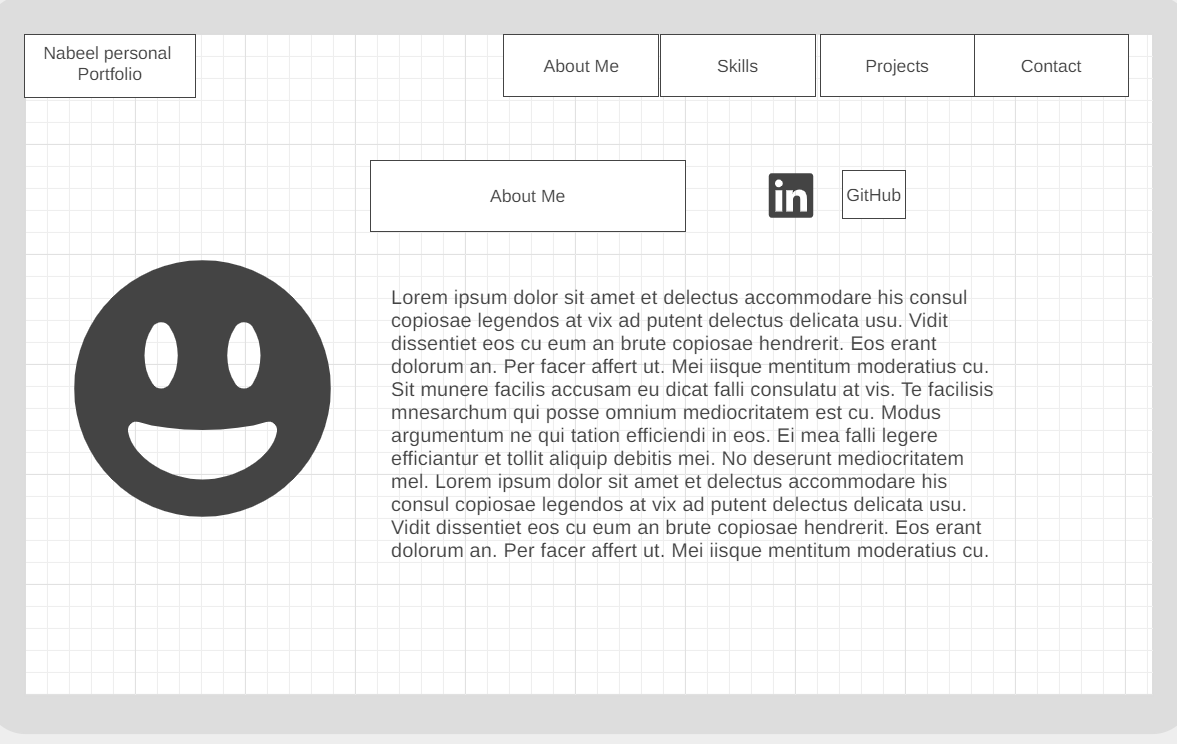 Nabeel personal
Portfolio
About Me
Skills
Projects
Contact
About Me
in
GitHub
Lorem ipsum dolor sit amet et delectus accommodare his consul
copiosae legendos at vix ad putent delectus delicata usu. Vidit
dissentiet eos cu eum an brute copiosae hendrerit. Eos erant
dolorum an. Per facer affert ut. Mei iisque mentitum moderatius cu.
Sit munere facilis accusam eu dicat falli consulatu at vis. Te facilisis
mnesarchum qui posse omnium mediocritatem est cu. Modus
argumentum ne qui tation efficiendi in eos. Ei mea falli legere
efficiantur et tollit aliquip debitis mei. No deserunt mediocritatem
mel. Lorem ipsum dolor sit amet et delectus accommodare his
consul copiosae legendos at vix ad putent delectus delicata usu.
Vidit dissentiet eos cu eum an brute copiosae hendrerit. Eos erant
dolorum an. Per facer affert ut. Mei iisque mentitum moderatius cu.